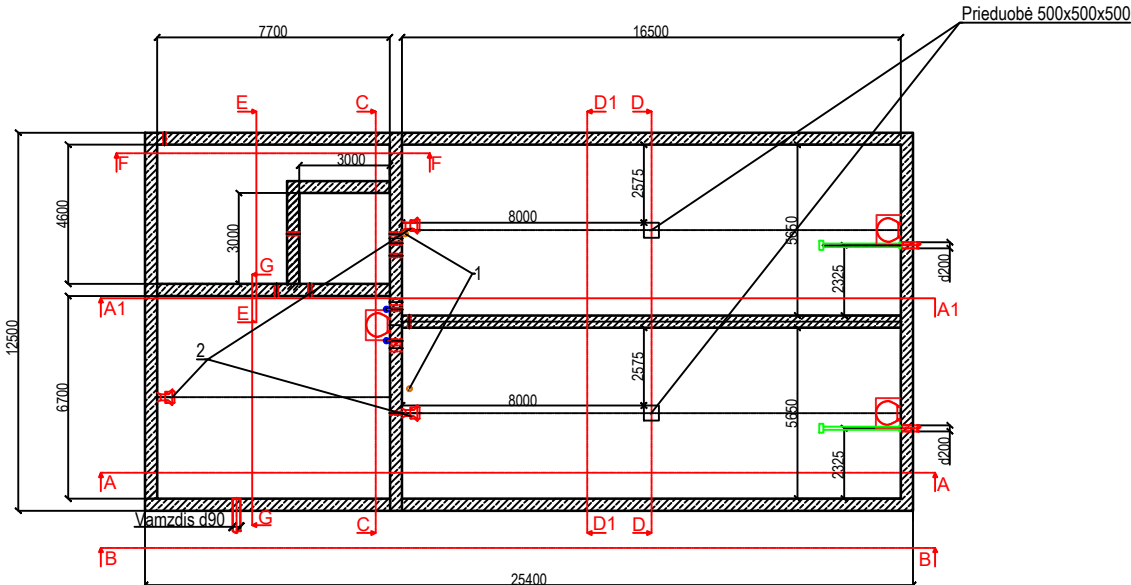 Prieduobė 500x500x500
7700
16500
E
C
D1
D
F
F
3000
2575
4600
8000
5650
3000
d200
G
1
2325
A1
A1
E
12500
2
2575
6700
8000
5650
d200
2325
A
A
Vamzdis d90
G
C
D1
D
B
B
25400